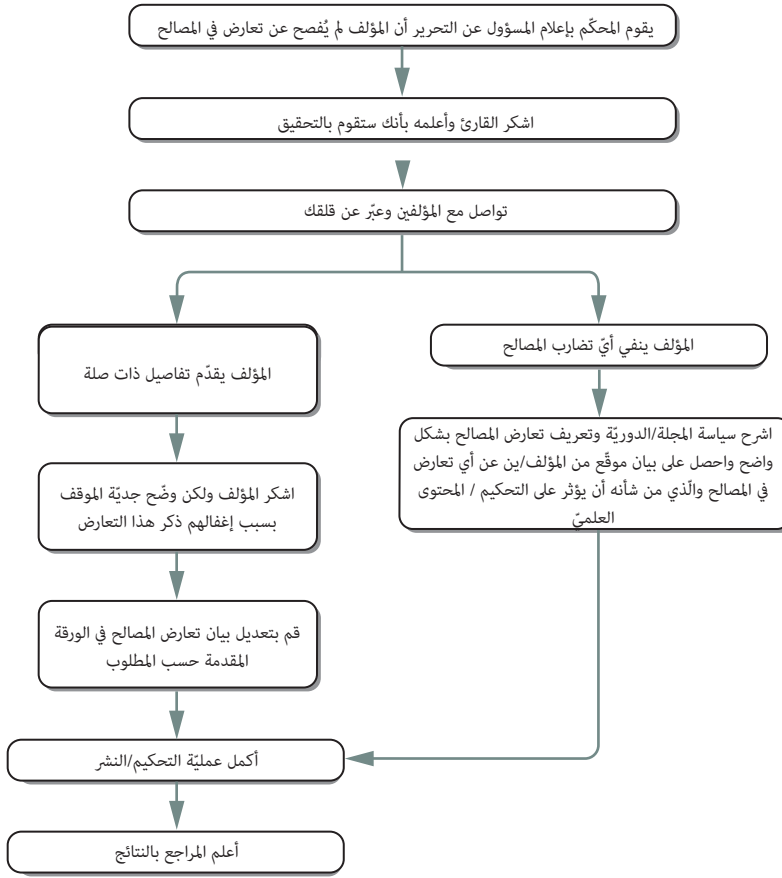 يقوم المحكّم بإعلام المسؤول عن التحرير أن المؤلف لم يُفصح عن تعارض في المصالح
اشكر القارئ وأعلمه بأنك ستقوم بالتحقيق
تواصل مع المؤلفين وعبّر عن قلقك
المؤلف ينفي أيّ تضارب المصالح
اشرح سياسة المجلة/الدوريّة وتعريف تعارض المصالح بشكل
واضح واحصل على بيان موقّع من المؤلف/ين عن أي تعارض
في المصالح والّذي من شأنه أن يؤثر على التحكيم / المحتوى
العلميّ
المؤلف يقدّم تفاصيل ذات صلة
اشكر المؤلف ولكن وضّح جديّة الموقف
بسبب إغفالهم ذكر هذا التعارض
قم بتعديل بيان تعارض المصالح في الورقة
المقدمة حسب المطلوب
أكمل عمليّة التحكيم/النشر
أعلم المراجع بالنتائج